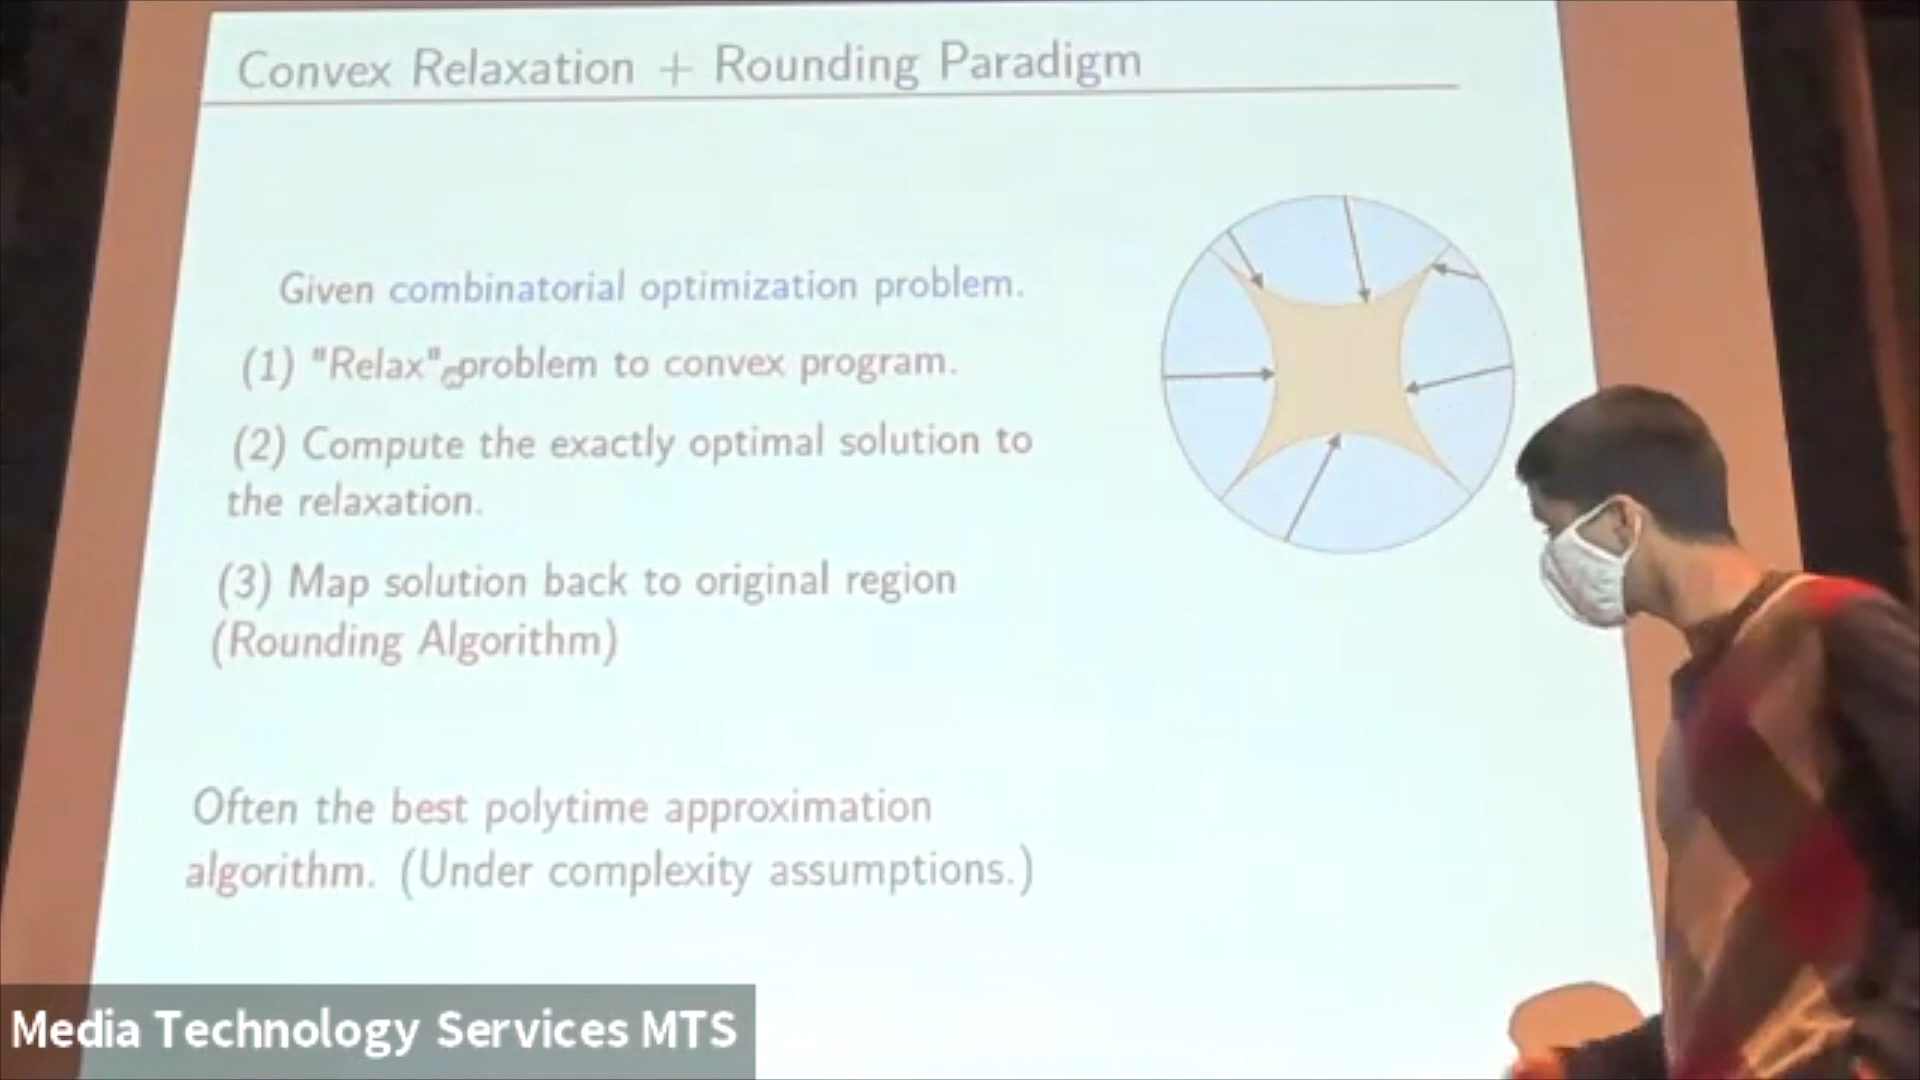 Convex Relaxation + Rounding Paradigm
Given combinatorial optimization problem.
(1) "Relax" problem to convex program.
(2) Compute the exactly optimal solution to
the relaxation.
(3) Map solution back to original region
(Rounding Algorithm)
Often the best polytime approximation
algorithm. (Under complexity assumptions.)
Media Technology Services MTS